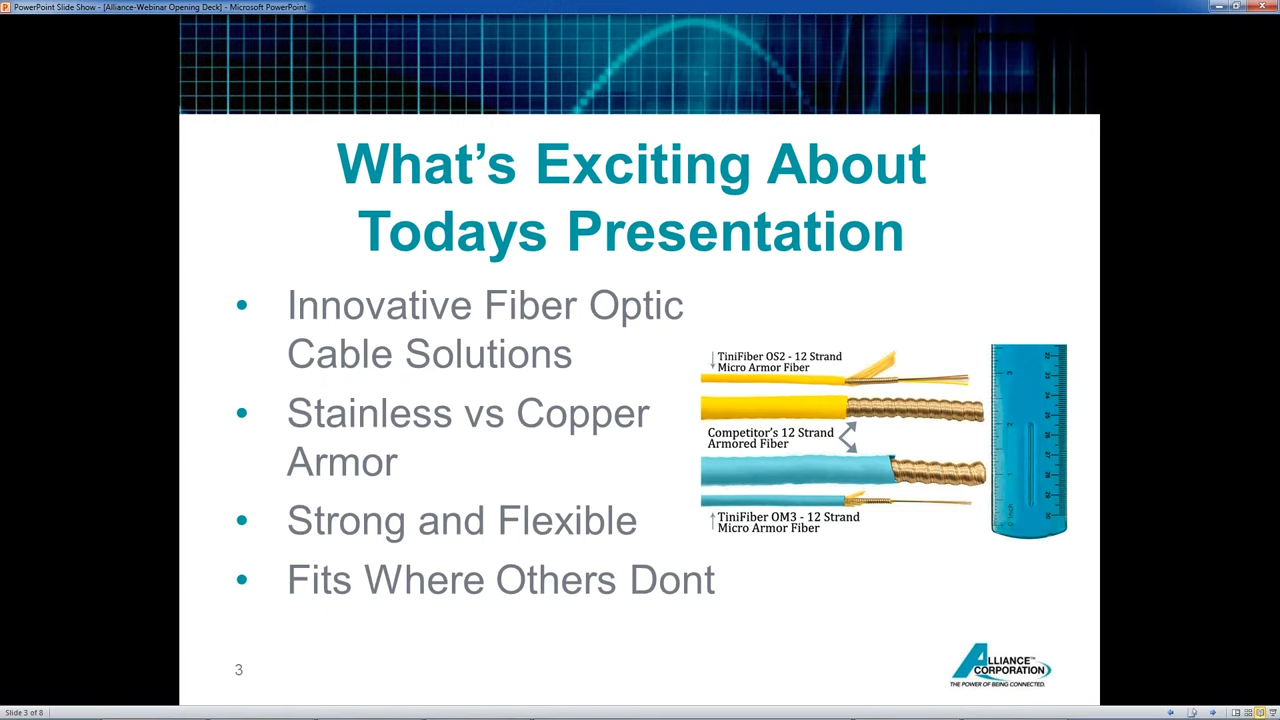 PowerPoint Slide Show - [Alliance-Webinar Opening Deck] - Microsoft PowerPoint
What's Exciting About
Todays Presentation
• Innovative Fiber Optic
Cable Solutions
• Stainless vs Copper
Armor
• Strong and Flexible
• Fits Where Others Dont
↓ TiniFiber OS2 - 12 Strand
Micro Armor Fiber
Competitor's 12 Strand
Armored Fiber
↑ TiniFiber OM3 - 12 Strand
Micro Armor Fiber
3
ALLIANCE™
CORPORATION
THE POWER OF BEING CONNECTED.
Slide 3 of 8